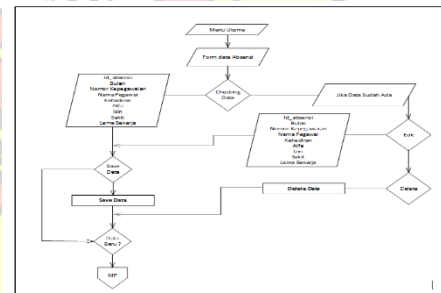 Menu Utama
Form data Absensi
Checking
Data
Id_absensi
Bulan
Nomor Kepegawaian
Nama Pegawai
Kehadiran
Alfa
Izin
Sakit
Lama Bekerja
Jika Data Sudah Ada
Id_absensi
Bulan
Nomor Kepegawaian
Nama Pegawai
Kehadiran
Alfa
Izin
Sakit
Lama Bekerja
Edit
Save
Data
Delete Data
Delete
Save Data
Data
Baru ?
MP